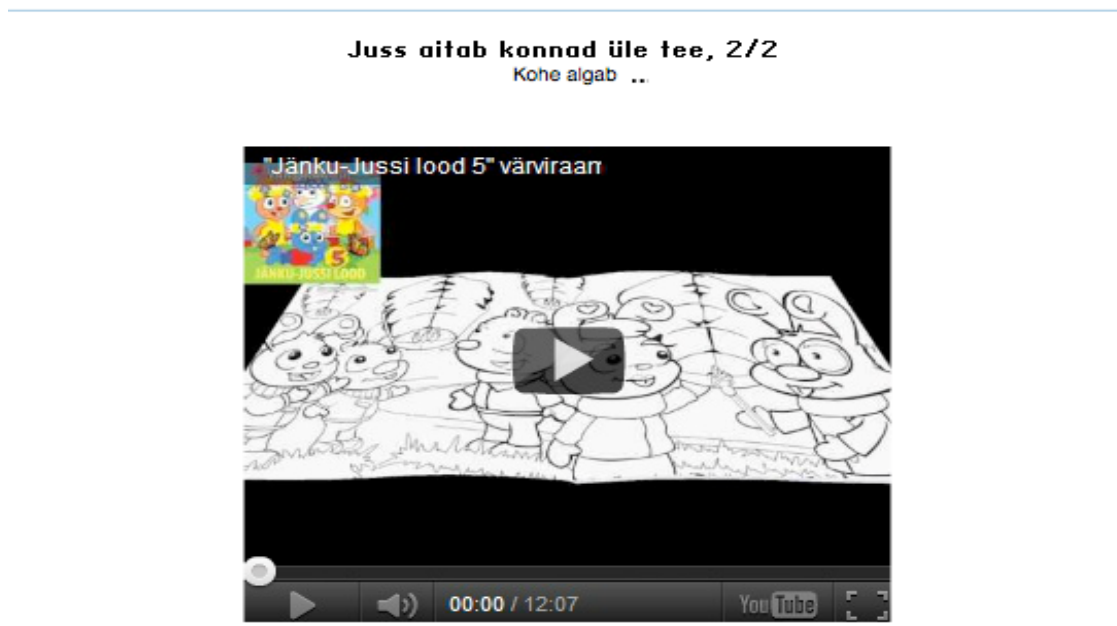 Juss aitab konnad üle tee, 2/2
Kohe algab ...
"Jänku-Jussi lood 5" värviraam
5
JÄNKU-JUSSI LOOD
00:00 / 12:07
YouTube